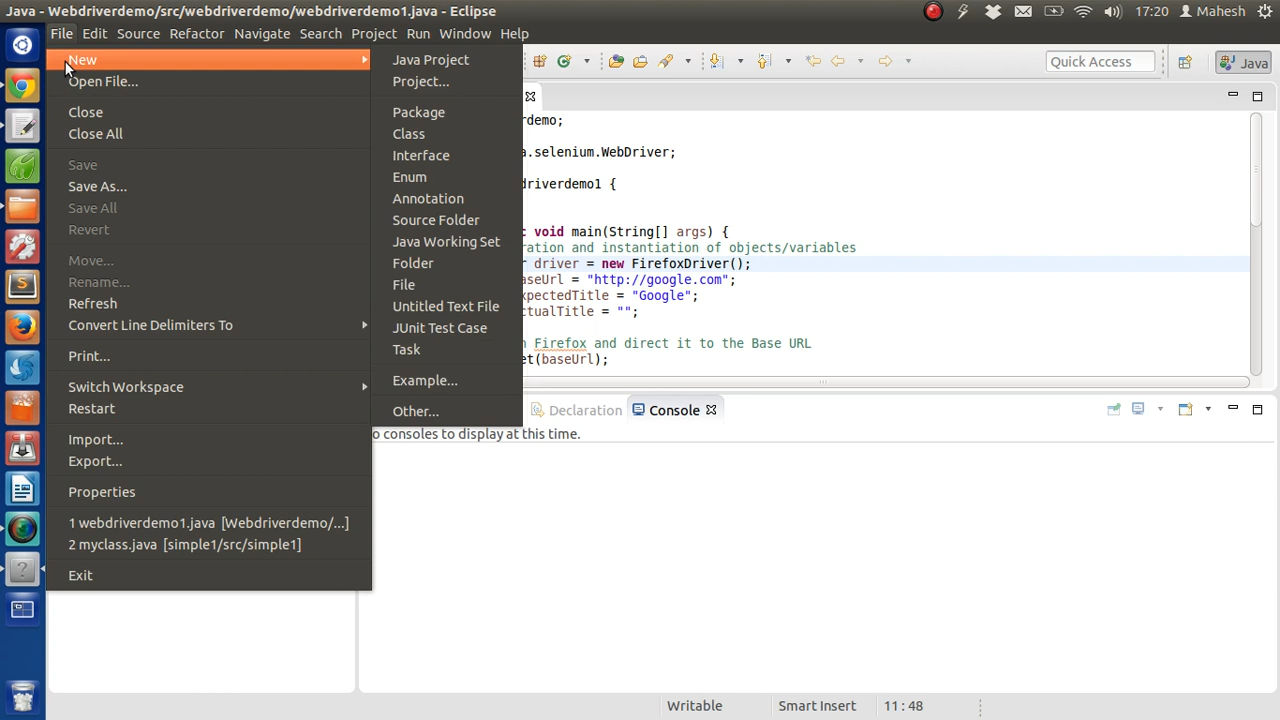 Java - Webdriverdemo/src/webdriverdemo/webdriverdemo1.java - Eclipse
17:20 Mahesh
File Edit Source Refactor Navigate Search Project Run Window Help
New
Open File...
Close
Close All
Save
Save As...
Save All
Revert
Move...
Rename...
Refresh
Convert Line Delimiters To
Print...
Switch Workspace
Restart
Import...
Export...
Properties
1 webdriverdemo1.java [Webdriverdemo/...]
2 myclass.java [simple1/src/simple1]
Exit
Java Project
Project...
Package
Class
Interface
Enum
Annotation
Source Folder
Java Working Set
Folder
File
Untitled Text File
JUnit Test Case
Task
Example...
Other...
Quick Access
Java
demo;
a.selenium.WebDriver;
driverdemo1 {
c void main(String[] args) {
ration and instantiation of objects/variables
r driver = new FirefoxDriver();
aseUrl = "http://google.com";
xpectedTitle = "Google";
ctualTitle = "";
n Firefox and direct it to the Base URL
et(baseUrl);
Declaration Console
o consoles to display at this time.
Writable Smart Insert 11 : 48